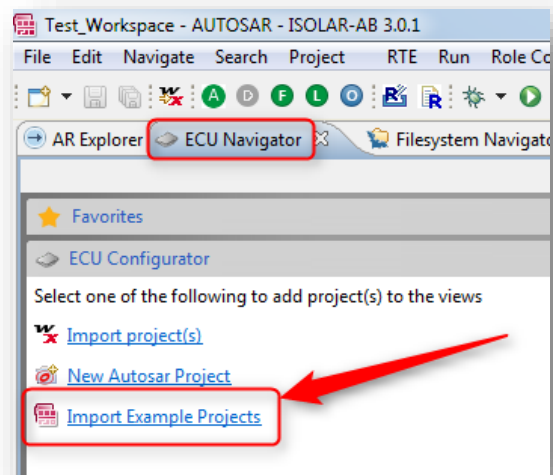 Test_Workspace - AUTOSAR - ISOLAR-AB 3.0.1
File Edit Navigate Search Project RTE Run Role Co
A D F L O R R
AR Explorer ECU Navigator Filesystem Navigato
Favorites
ECU Configurator
Select one of the following to add project(s) to the views
Import project(s)
New Autosar Project
Import Example Projects